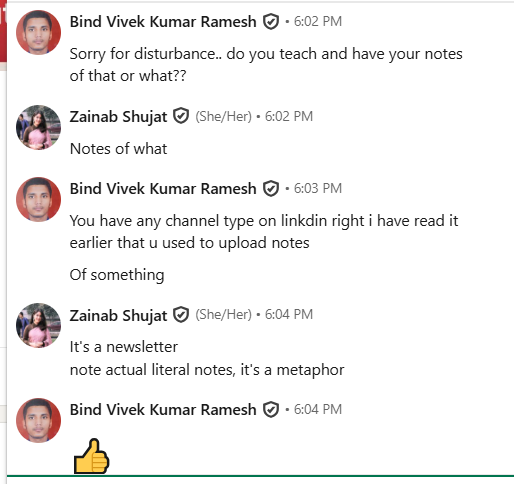 Bind Vivek Kumar Ramesh • 6:02 PM
Sorry for disturbance.. do you teach and have your notes
of that or what??
Zainab Shujat (She/Her) • 6:02 PM
Notes of what
Bind Vivek Kumar Ramesh • 6:03 PM
You have any channel type on linkdin right i have read it
earlier that u used to upload notes
Of something
Zainab Shujat (She/Her) • 6:04 PM
It's a newsletter
note actual literal notes, it's a metaphor
Bind Vivek Kumar Ramesh • 6:04 PM